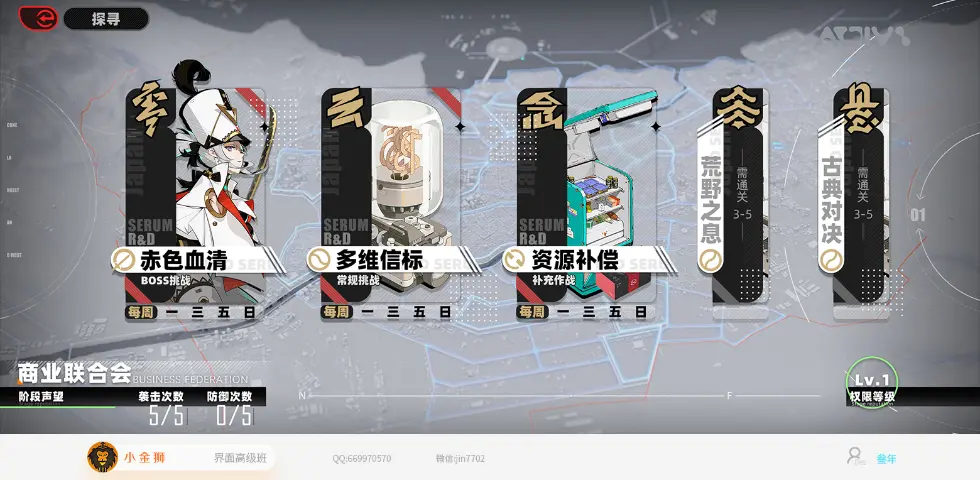 探寻
SERUM
R&D
赤色血清
BOSS挑战
每周 一 三 五 日
SERUM
R&D
多维信标
常规挑战
每周 一 三 五 日
SERUM
R&D
资源补偿
补充作战
每周 一 三 五 日
荒野之息
需通关
3-5
古典对决
需通关
3-5
01
商业联合会
BUSINESS FEDERATION
阶段声望
袭击次数
5/5
防御次数
0/5
N
F
Lv.1
权限等级
小金狮
界面高级班
QQ:669970570
微信:jin7702
叁年